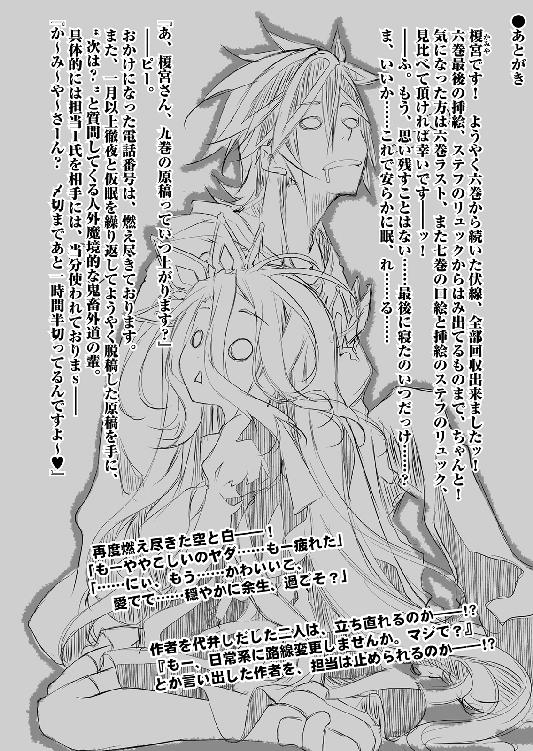 ●あとがき
榎宮です！　ようやく六巻から続いた伏線、全部回収出来ましたッ！
六巻最後の挿絵、ステフのリュックからはみ出てるものまで、ちゃんと！
気になった方は六巻ラスト、また七巻の口絵と挿絵のステフのリュック、
見比べて頂ければ幸いです――ッ！
――ふ。もう、思い残すことはない……最後に寝たのいつだっけ……？
ま、いいか……これで安らかに眠、れ……る……
『あ、榎宮さん、九巻の原稿っていつ上がります？』
――ピー。
おかけになった電話番号は、燃え尽きております。
また、一月以上徹夜と仮眠を繰り返してようやく脱稿した原稿を手に、
〝次は？〟と質問してくる人外魔境的な鬼畜外道の輩。
具体的には担当Ｉ氏を相手には、当分使われておりまs――
『か～み～や～さーん？　〆切まであと一時間半切ってるんですよ～♥』
かみや
再度燃え尽きた空と白――！
「もーややこしいのヤダ……もー疲れた」
「……にぃ、もう……かわいいこ、
愛でて……穏やかに余生、過ごそ？」
作者を代弁しだした二人は、立ち直れるのか――!?
『もー、日常系に路線変更しませんか。マジで？』
とか言い出した作者を、担当は止められるのか――!?